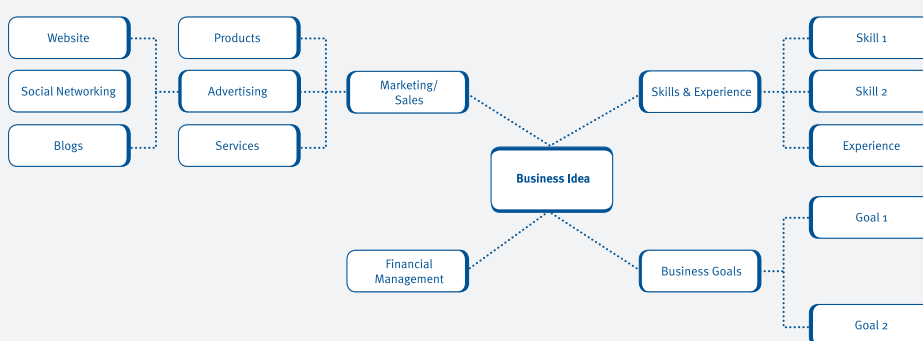 Website
Products
Skill 1
Marketing/
Sales
Social Networking
Advertising
Skills & Experience
Skill 2
Blogs
Services
Experience
Business Idea
Goal 1
Financial
Management
Business Goals
Goal 2